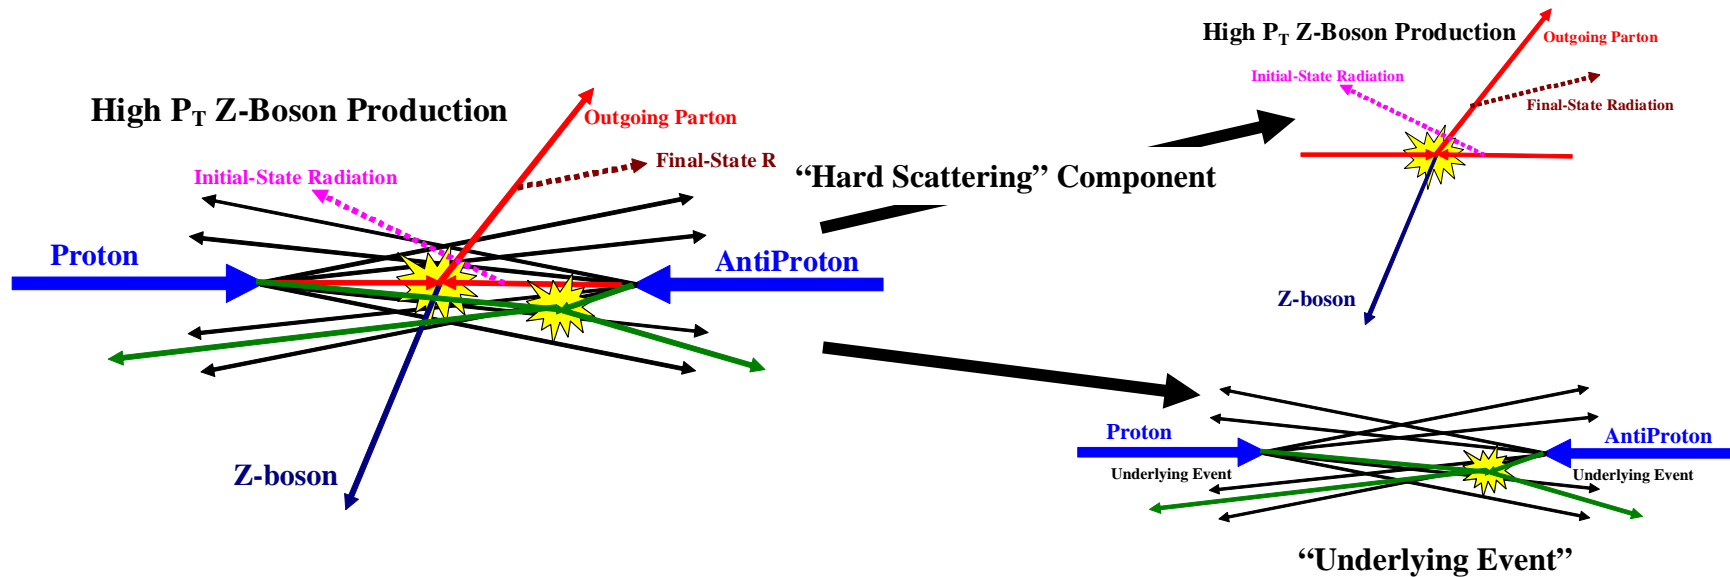 High PT Z-Boson Production
Outgoing Parton
Initial-State Radiation
Final-State R
Proton
AntiProton
Z-boson
“Hard Scattering” Component
High PT Z-Boson Production
Outgoing Parton
Initial-State Radiation
Final-State Radiation
Z-boson
Proton
AntiProton
Underlying Event
Underlying Event
“Underlying Event”